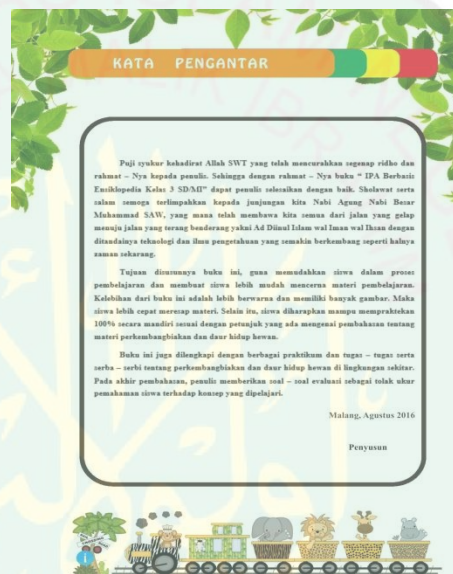 KATA PENGANTAR
Puji syukur kehadirat Allah SWT yang telah mencurahkan segenap ridho dan
rahmat – Nya kepada penulis. Sehingga dengan rahmat – Nya buku “ IPA Berbasis
Ensiklopedia Kelas 3 SD/MI” dapat penulis selesaikan dengan baik. Sholawat serta
salam semoga terlimpahkan kepada junjungan kita Nabi Agung Nabi Besar
Muhammad SAW, yang mana telah membawa kita semua dari jalan yang gelap
menuju jalan yang terang benderang yakni Ad Diinul Islam wal Iman wal Ihsan dengan
ditandainya teknologi dan ilmu pengetahuan yang semakin berkembang seperti halnya
zaman sekarang.
Tujuan disusunnya buku ini, guna memudahkan siswa dalam proses
pembelajaran dan membuat siswa lebih mudah mencerna materi pembelajaran.
Kelebihan dari buku ini adalah lebih berwarna dan memiliki banyak gambar. Maka
siswa lebih cepat meresap materi. Selain itu, siswa diharapkan mampu mempraktekan
100% secara mandiri sesuai dengan petunjuk yang ada mengenai pembahasan tentang
materi perkembangbiakan dan daur hidup hewan.
Buku ini juga dilengkapi dengan berbagai praktikum dan tugas – tugas serta
serba – serbi tentang perkembangbiakan dan daur hidup hewan di lingkungan sekitar.
Pada akhir pembahasan, penulis memberikan soal – soal evaluasi sebagai tolak ukur
pemahaman siswa terhadap konsep yang dipelajari.
Malang, Agustus 2016
Penyusun